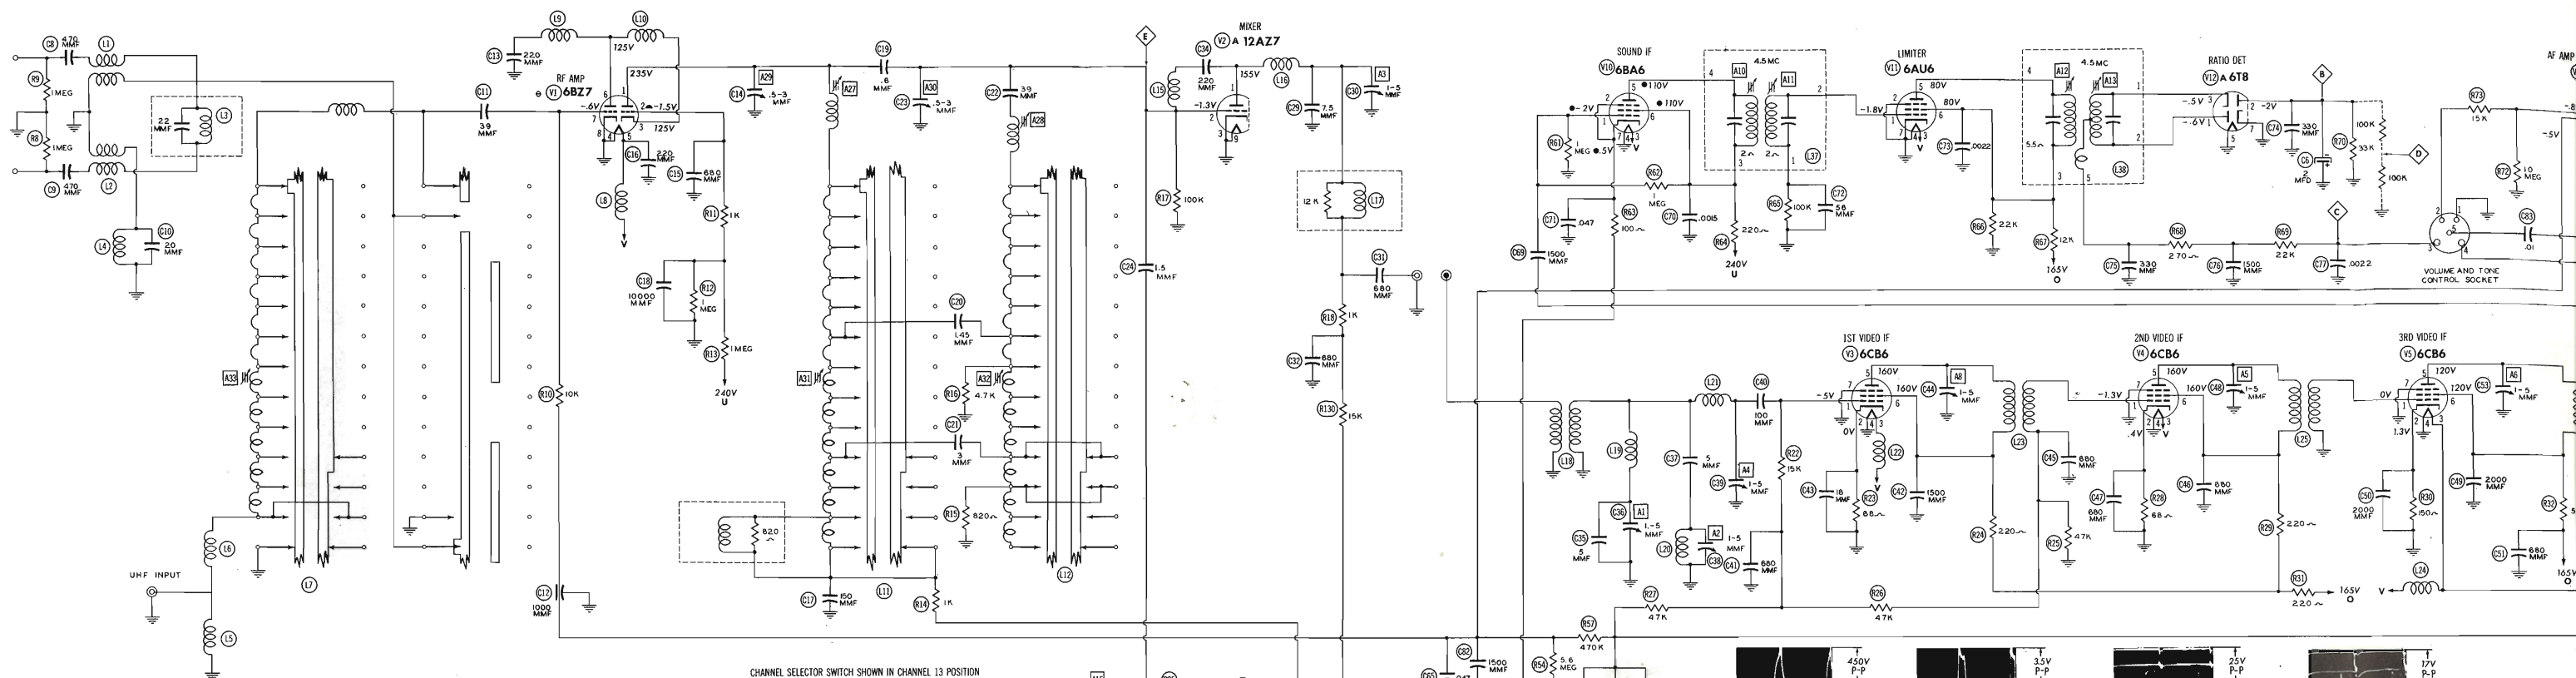 C8 470 MMF
L1
R9 1MEG
R8 1MEG
C9 470 MMF
L2
22 MMF
L3
L4
C10 20 MMF
UHF INPUT
L6
L5
A33
L7
C13 220 MMF
L9
L10
125V
235V
RF AMP
V1 6BZ7
-.6V
-1.5V
125V
C11 39 MMF
C16 220 MMF
L8
V
C15 680 MMF
R11 1K
C18 10000 MMF
R12 1 MEG
R13 1MEG
240V
U
R10 10K
C12 1000 MMF
A29
C14 .5-3 MMF
A27
C19 .6 MMF
A30
C23 .5-3 MMF
C22 39 MMF
A28
A31
C20 1.45 MMF
R16 4.7K
A32
C21 3 MMF
R15 820~
820 ~
C17 150 MMF
L11
R14 1K
L12
CHANNEL SELECTOR SWITCH SHOWN IN CHANNEL 13 POSITION
E
MIXER
V2 A 12AZ7
C34 220 MMF
155V
L16
L15
-1.3V
R17 100K
C24 1.5 MMF
C29 7.5 MMF
A3
C30 1-5 MMF
12 K
L17
C31 680 MMF
R18 1K
C32 680 MMF
R130 15K
SOUND IF
V10 6BA6
110V
110V
-2V
R61 1 MEG
.5V
C71 .047
R63 100~
R62 1 MEG
C70 .0015
C69 1500 MMF
A10
4.5MC
A11
2~
2~
L37
R64 220~
240V
U
R65 100K
C72 56 MMF
LIMITER
V11 6AU6
80V
80V
-1.8V
V
C73 .0022
R66 22K
A12
4.5MC
A13
5.5~
L38
R67 12K
165V
O
RATIO DET
V12 A 6T8
-.5V
-.6V
-2V
C74 330 MMF
B
C6 2 MFD
R70 33K
100K
D
100K
C75 330 MMF
R68 270~
C76 1500 MMF
R69 22K
C
C77 .0022
R73 15K
AF AMP
-.5V
R72 10 MEG
C83 .01
VOLUME AND TONE
CONTROL SOCKET
L18
L19
C36
A1
1.-5 MMF
C35 5 MMF
C37 5 MMF
L20
A2
1-5 MMF
C38
L21
A4
C39 1-5 MMF
C40 100 MMF
R22 15K
C41 680 MMF
1ST VIDEO IF
V3 6CB6
160V
-5V
160V
0V
A8
C44 1-5 MMF
C43 18 MMF
R23 68~
L22
V
C42 1500 MMF
L23
R24 220~
C45 680 MMF
R25 47K
R27 47K
R26 47K
2ND VIDEO IF
V4 6CB6
160V
-1.3V
160V
.4V
V
A5
C48 1-5 MMF
C47 680 MMF
R28 68~
C46 680 MMF
L25
R29 220~
R31 220~
165V
O
3RD VIDEO IF
V5 6CB6
120V
0V
120V
1.3V
A6
C53 1-5 MMF
C50 2000 MMF
R30 150~
C49 2000 MMF
L24
V
R32
C51 680 MMF
165V
O
C82 1500 MMF
R57 470K
R54 5.6 MEG
450V P-P
3.5V P-P
25V P-P
17V P-P